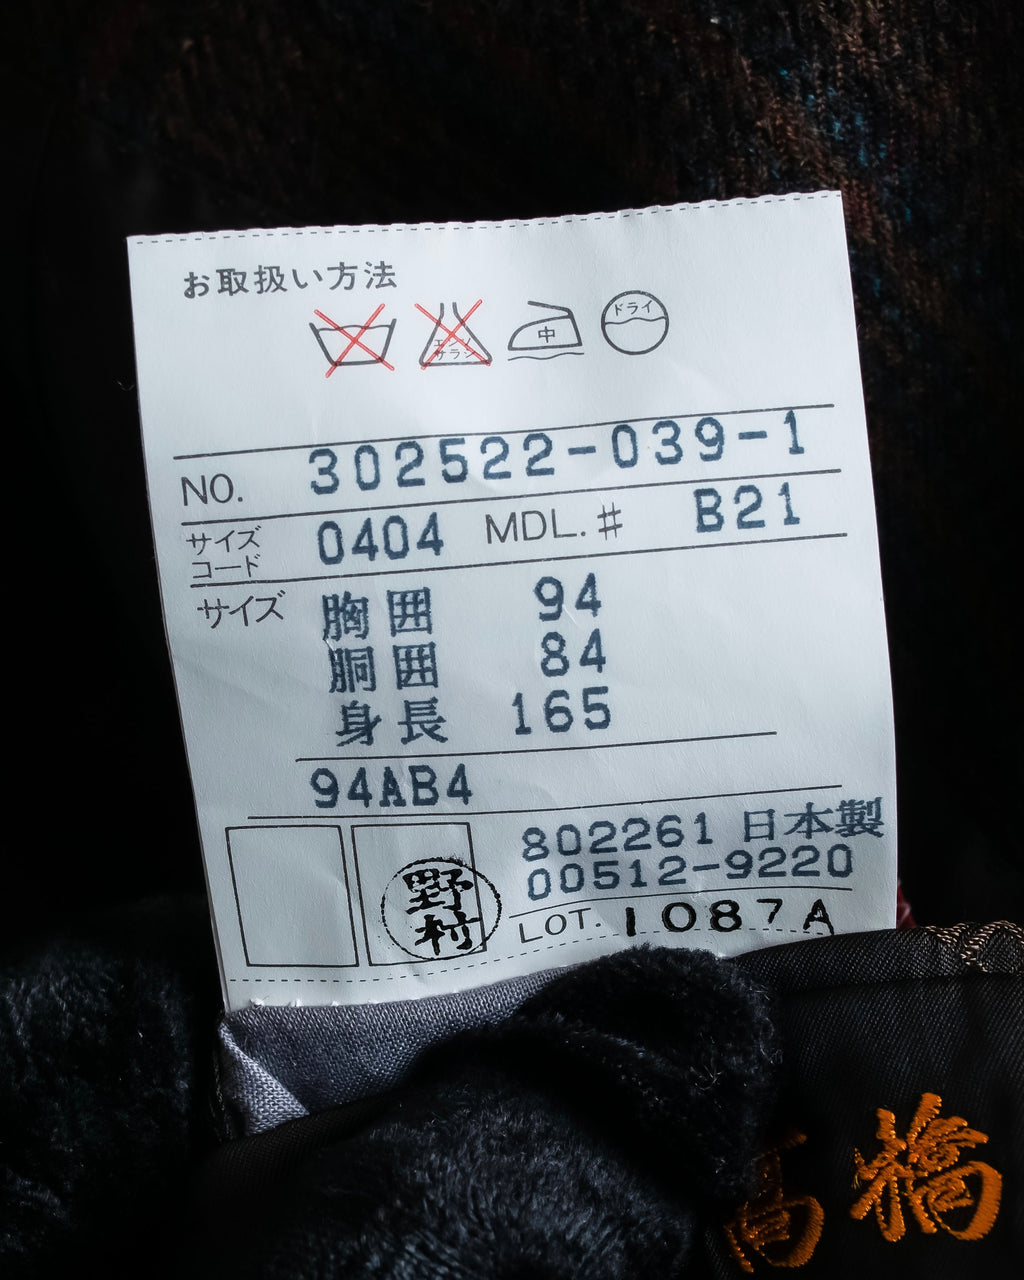 お取扱い方法
エンソ
サラシ
中
ドライ
NO. 302522-039-1
サイズ
コード 0404 MDL.# B21
サイズ 胸囲 94
胴囲 84
身長 165
94AB4
802261 日本製
00512-9220
野村
LOT. 1087A
高橋